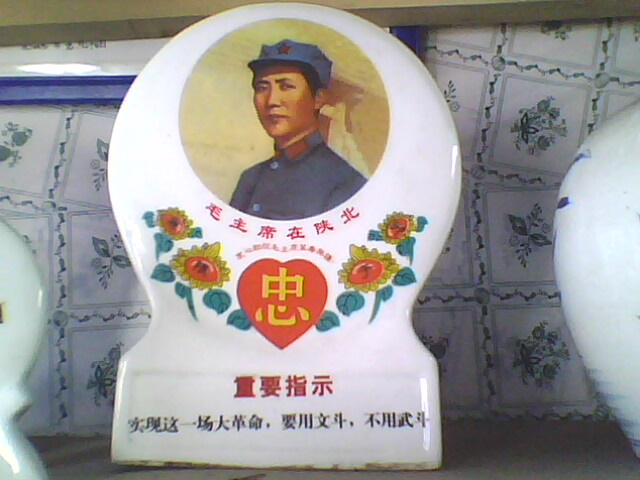 毛主席在陕北
忠
重要指示
实现这一场大革命，要用文斗，不用武斗